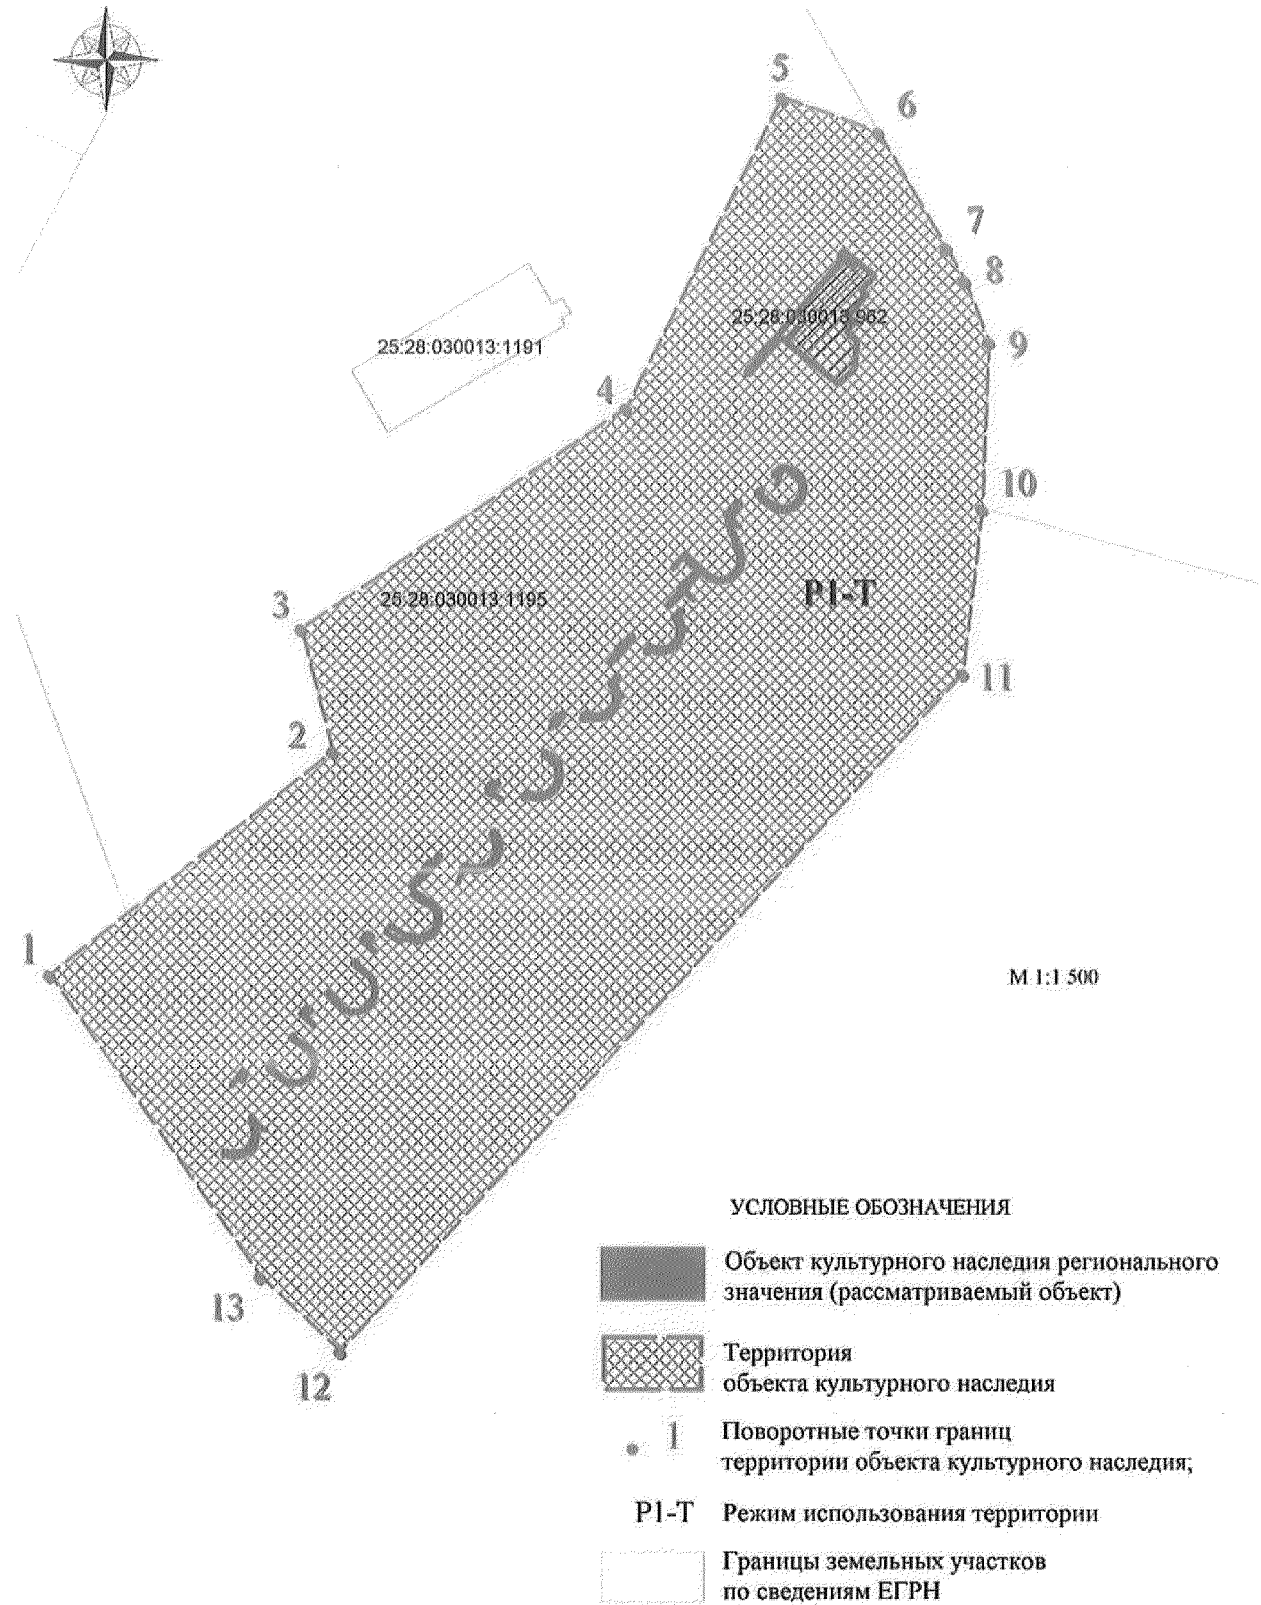 5
6
7
8
25:28:030013:962
9
25:28:030013:1191
4
10
P1-T
3
25:28:030013:1195
11
2
1
М 1:1 500
УСЛОВНЫЕ ОБОЗНАЧЕНИЯ
Объект культурного наследия регионального
значения (рассматриваемый объект)
13
Территория
объекта культурного наследия
12
1 Поворотные точки границ
территории объекта культурного наследия;
Р1-Т Режим использования территории
Границы земельных участков
по сведениям ЕГРН